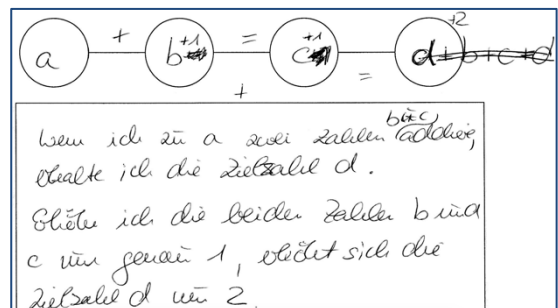 +2
+ +1 = +1
a b c d+b+c+d
+ =
b u. c
Wenn ich zu a zwei Zahlen addiere,
erhalte ich die Zielzahl d.
Erhöhe ich die beiden Zahlen b und
c um genau 1, erhöht sich die
Zielzahl d um 2.